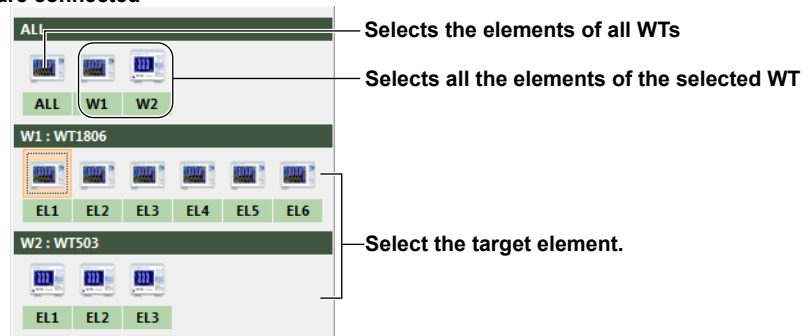 are connected
ALL
Selects the elements of all WTs
Selects all the elements of the selected WT
ALL W1 W2
W1 : WT1806
EL1 EL2 EL3 EL4 EL5 EL6
Select the target element.
W2 : WT503
EL1 EL2 EL3